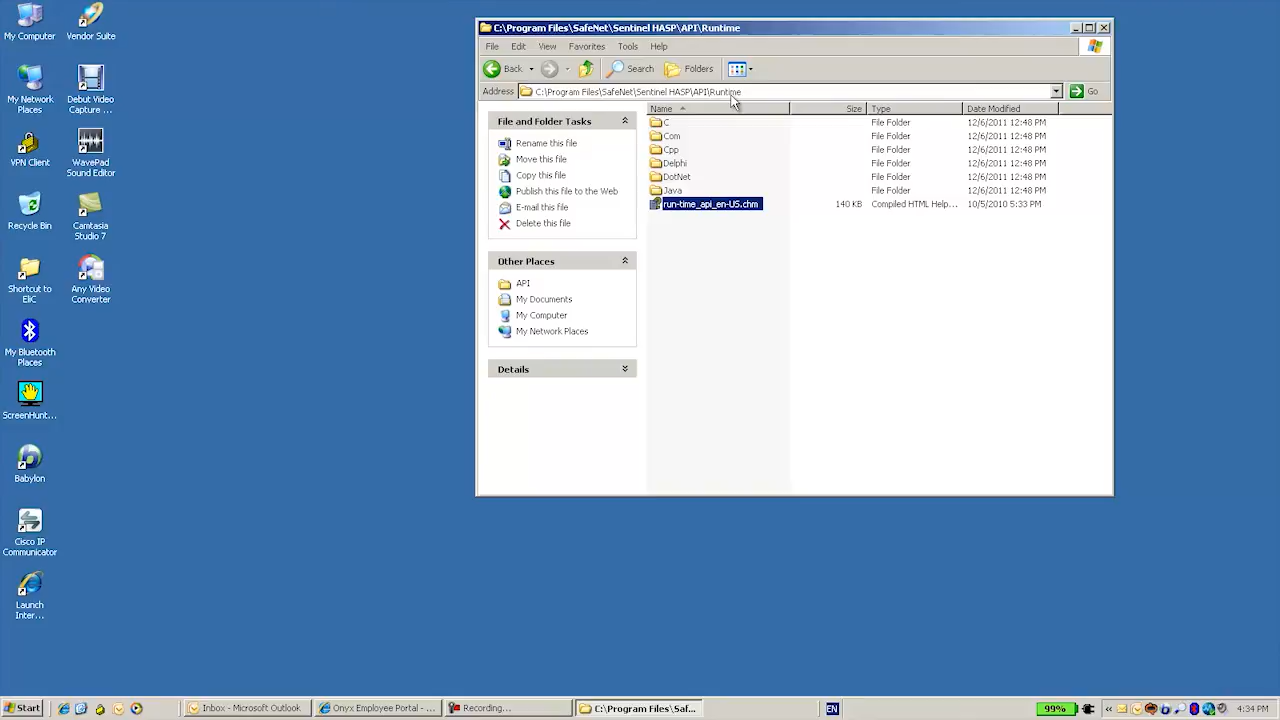 My Computer
Vendor Suite
My Network
Places
Debut Video
Capture ...
VPN Client
WavePad
Sound Editor
Recycle Bin
Camtasia
Studio 7
Shortcut to
EliC
Any Video
Converter
My Bluetooth
Places
ScreenHunt...
Babylon
Cisco IP
Communicator
Launch
Inter...
C:\Program Files\SafeNet\Sentinel HASP\API\Runtime
File Edit View Favorites Tools Help
Back Search Folders
Address C:\Program Files\SafeNet\Sentinel HASP\API\Runtime Go
File and Folder Tasks
Rename this file
Move this file
Copy this file
Publish this file to the Web
E-mail this file
Delete this file
Other Places
API
My Documents
My Computer
My Network Places
Details
Name Size Type Date Modified
C File Folder 12/6/2011 12:48 PM
Com File Folder 12/6/2011 12:48 PM
Cpp File Folder 12/6/2011 12:48 PM
Delphi File Folder 12/6/2011 12:48 PM
DotNet File Folder 12/6/2011 12:48 PM
Java File Folder 12/6/2011 12:48 PM
run-time_api_en-US.chm 140 KB Compiled HTML Help... 10/5/2010 5:33 PM
Start Inbox - Microsoft Outlook Onyx Employee Portal - ... Recording... C:\Program Files\Saf... EN 99% 4:34 PM